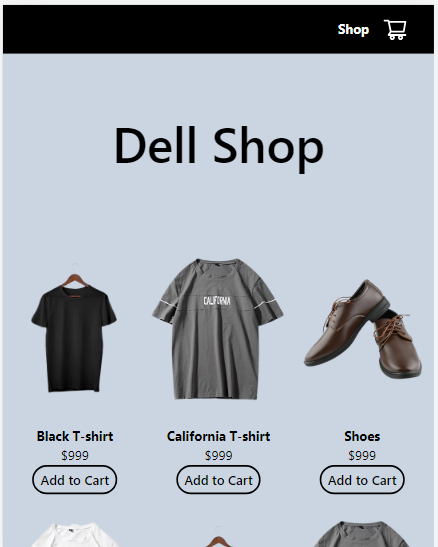 Shop
Dell Shop
CALIFORNIA
Black T-shirt
California T-shirt
Shoes
$999
$999
$999
Add to Cart
Add to Cart
Add to Cart